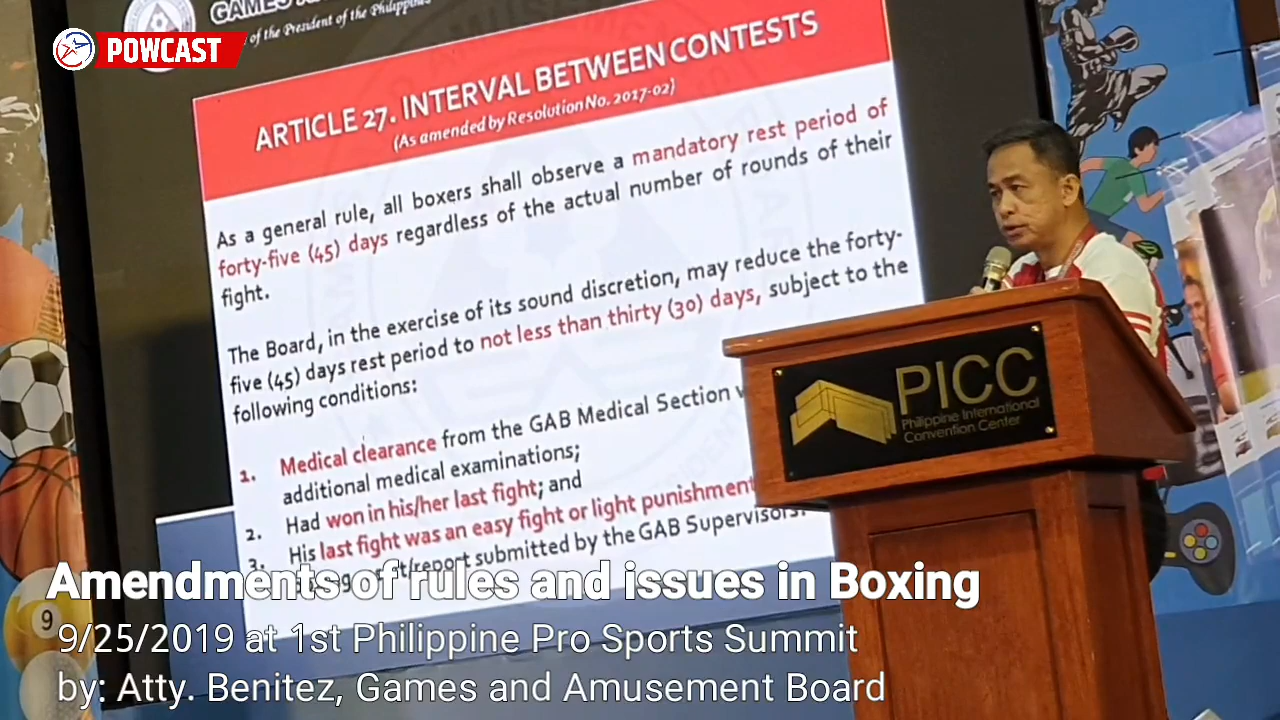 POWCAST
GAMES
of the President of the Philippines
ARTICLE 27. INTERVAL BETWEEN CONTESTS
(As amended by Resolution No. 2017-02)
As a general rule, all boxers shall observe a mandatory rest period of
forty-five (45) days regardless of the actual number of rounds of their
fight.
The Board, in the exercise of its sound discretion, may reduce the forty-
five (45) days rest period to not less than thirty (30) days, subject to the
following conditions:
1. Medical clearance from the GAB Medical Section
additional medical examinations;
2. Had won in his/her last fight; and
3. His last fight was an easy fight or light punishment
report submitted by the GAB Supervisors.
PICC
Philippine International
Convention Center
9
Amendments of rules and issues in Boxing
9/25/2019 at 1st Philippine Pro Sports Summit
by: Atty. Benitez, Games and Amusement Board